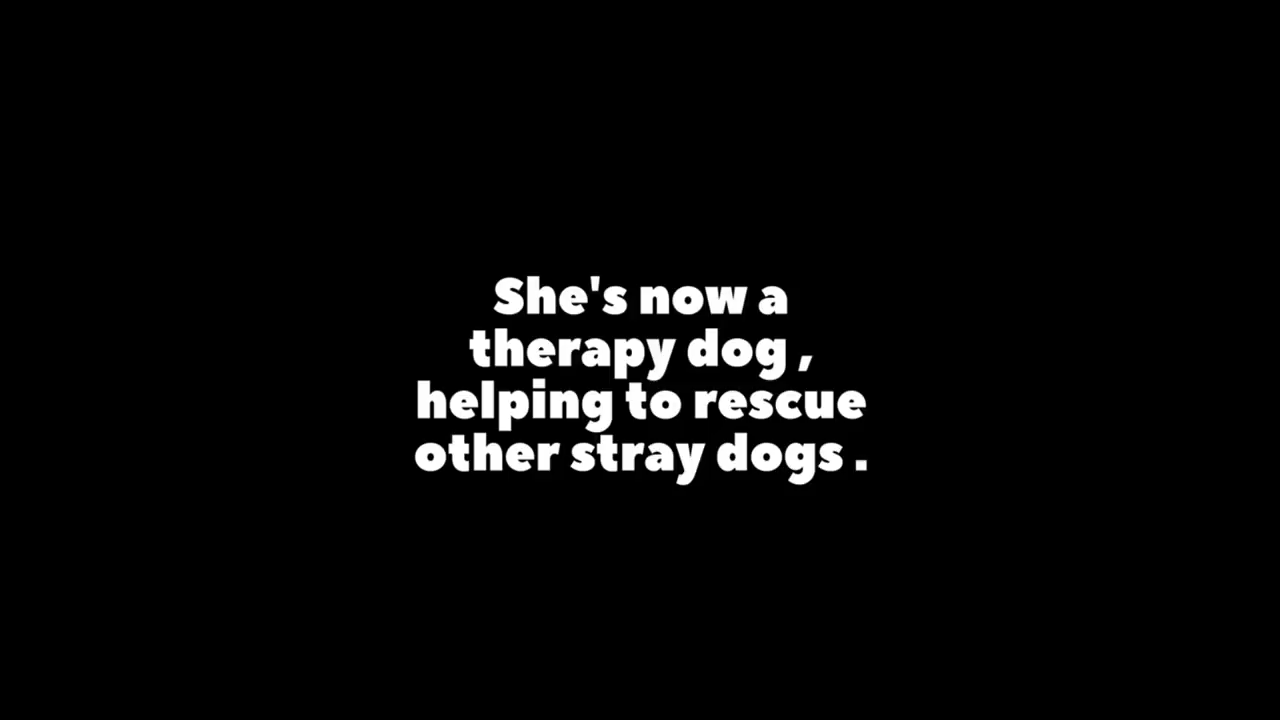 She's now a
therapy dog ,
helping to rescue
other stray dogs .